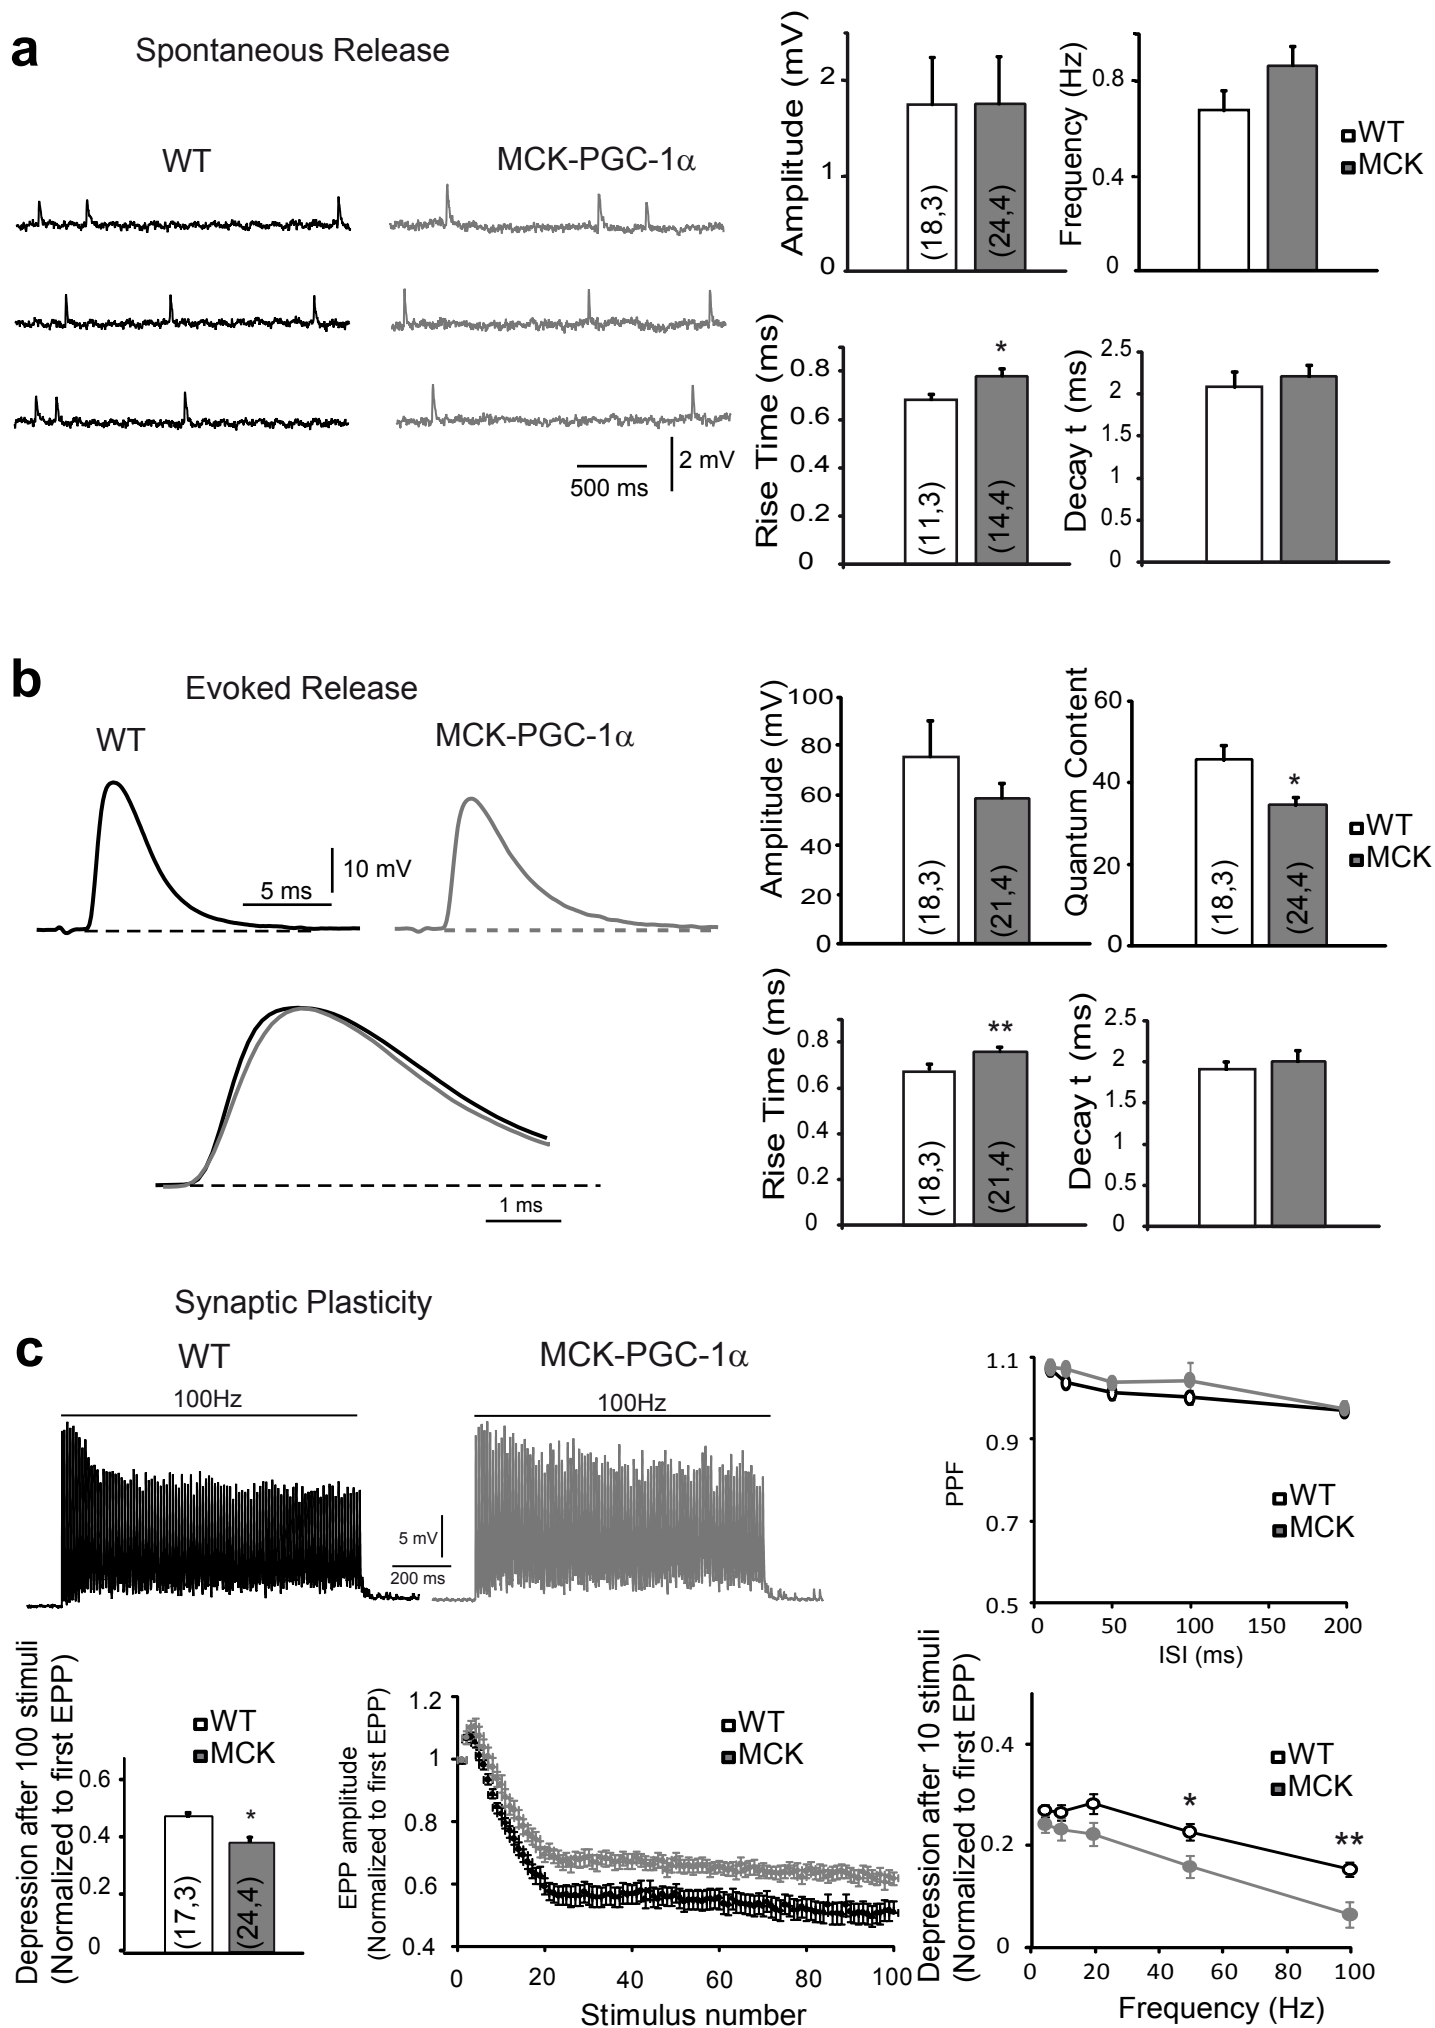 a
Spontaneous Release
WT
MCK-PGC-1α
500 ms
2 mV
Amplitude (mV)
2
1
0
(18,3)
(24,4)
Frequency (Hz)
0.8
0.4
0
WT
MCK
Rise Time (ms)
0.8
0.6
0.4
0.2
0
(11,3)
(14,4)
*
Decay t (ms)
2.5
2
1.5
1
0.5
0
b
Evoked Release
WT
MCK-PGC-1α
5 ms
10 mV
1 ms
Amplitude (mV)
100
80
60
40
20
0
(18,3)
(21,4)
Quantum Content
60
40
20
0
(18,3)
(24,4)
*
WT
MCK
Rise Time (ms)
0.8
0.6
0.4
0.2
0
(18,3)
(21,4)
**
Decay t (ms)
2.5
2
1.5
1
0.5
0
Synaptic Plasticity
c
WT
MCK-PGC-1α
100Hz
100Hz
5 mV
200 ms
PPF
1.1
0.9
0.7
0.5
0
50
100
150
200
ISI (ms)
WT
MCK
Depression after 100 stimuli
(Normalized to first EPP)
0.6
0.4
0.2
0
(17,3)
(24,4)
*
WT
MCK
EPP amplitude
(Normalized to first EPP)
1.2
1
0.8
0.6
0.4
0
20
40
60
80
100
Stimulus number
WT
MCK
Depression after 10 stimuli
(Normalized to first EPP)
0.4
0.2
0
0
20
40
60
80
100
Frequency (Hz)
WT
MCK
*
**